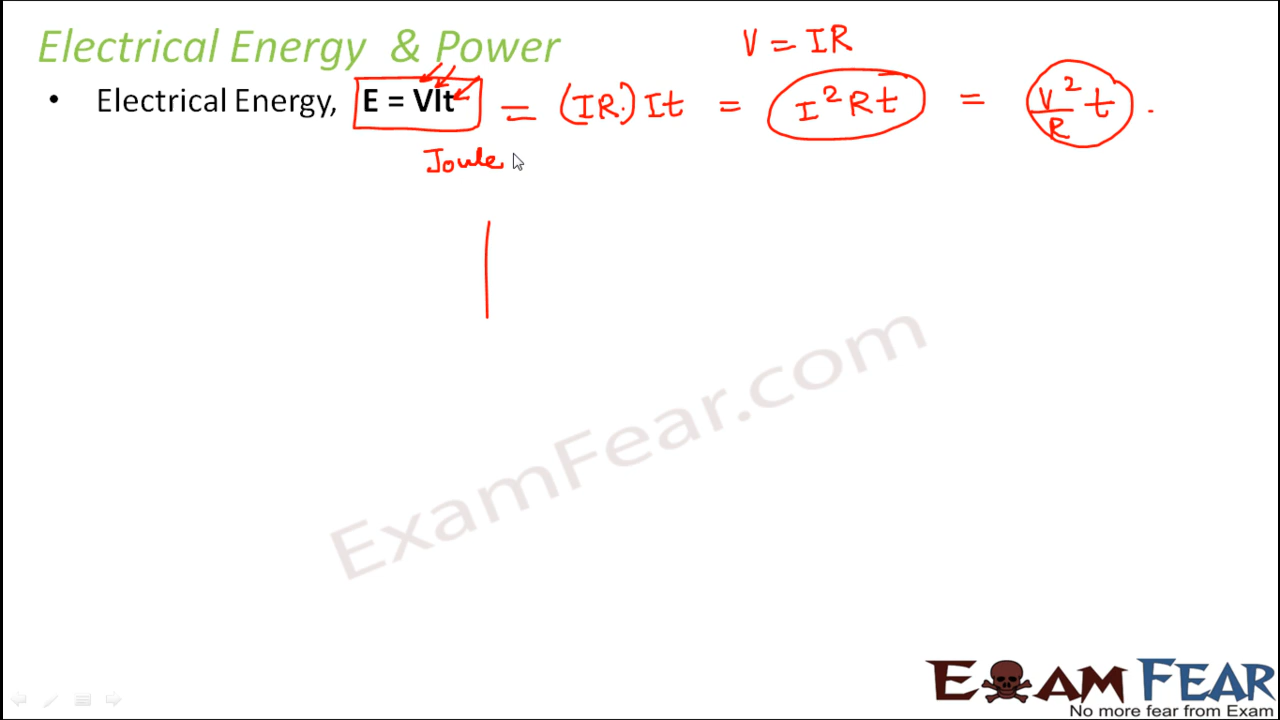 Electrical Energy & Power
V = IR
• Electrical Energy, E = VIt = (IR.) It = I²Rt = V²/R t .
Joule
ExamFear.com
EXAM FEAR
No more fear from Exam